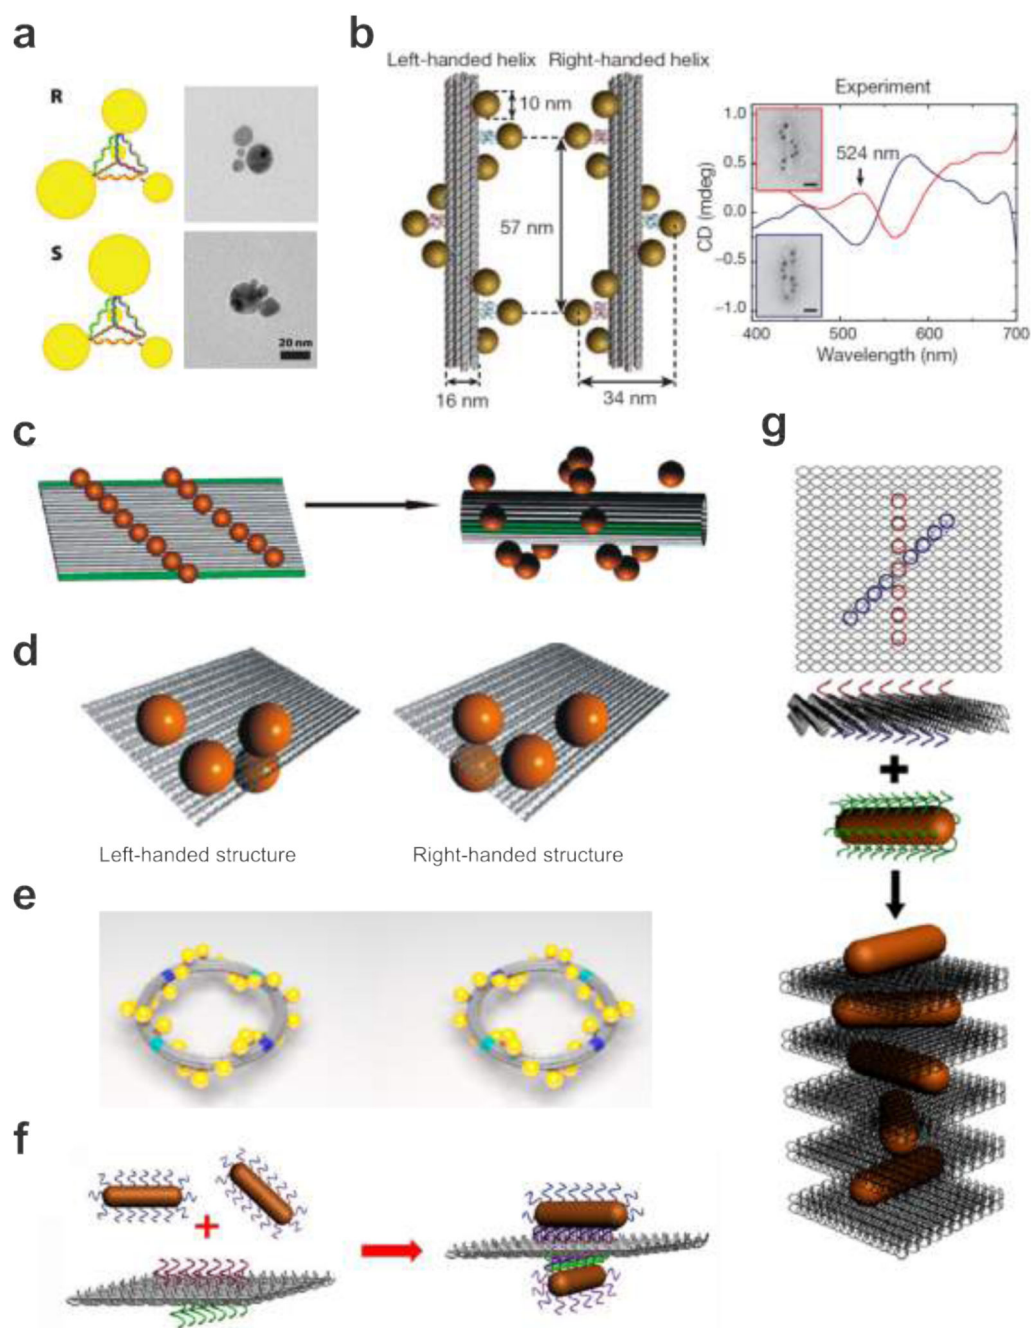 a
R
S
20 nm
b
Left-handed helix
Right-handed helix
10 nm
57 nm
16 nm
34 nm
Experiment
1.0
0.5
0.0
−0.5
−1.0
CD (mdeg)
524 nm
400
500
600
700
Wavelength (nm)
c
g
d
Left-handed structure
Right-handed structure
e
f